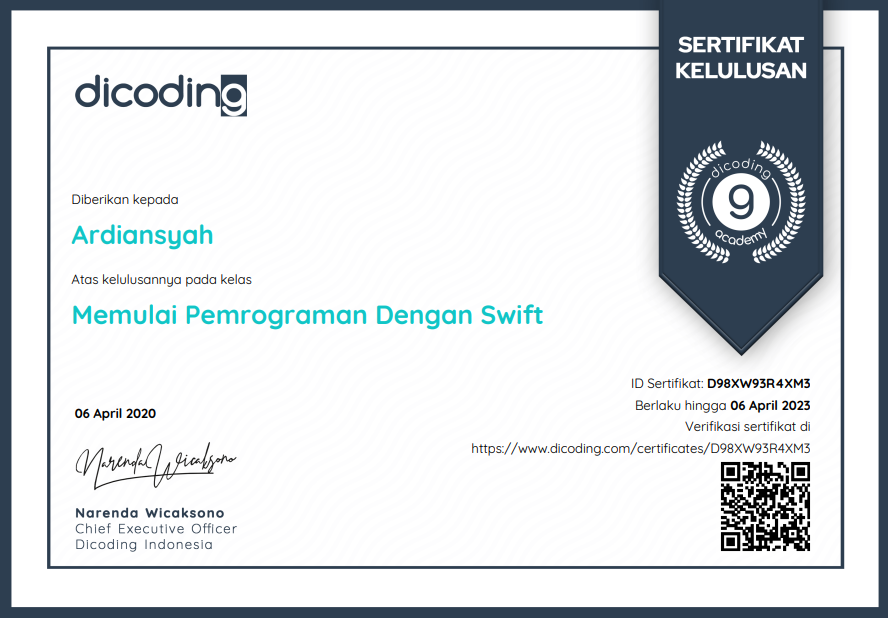 SERTIFIKAT
KELULUSAN
dicoding
dicoding
9
academy
Diberikan kepada
Ardiansyah
Atas kelulusannya pada kelas
Memulai Pemrograman Dengan Swift
ID Sertifikat: D98XW93R4XM3
Berlaku hingga 06 April 2023
Verifikasi sertifikat di
https://www.dicoding.com/certificates/D98XW93R4XM3
06 April 2020
Narenda Wicaksono
Narenda Wicaksono
Chief Executive Officer
Dicoding Indonesia